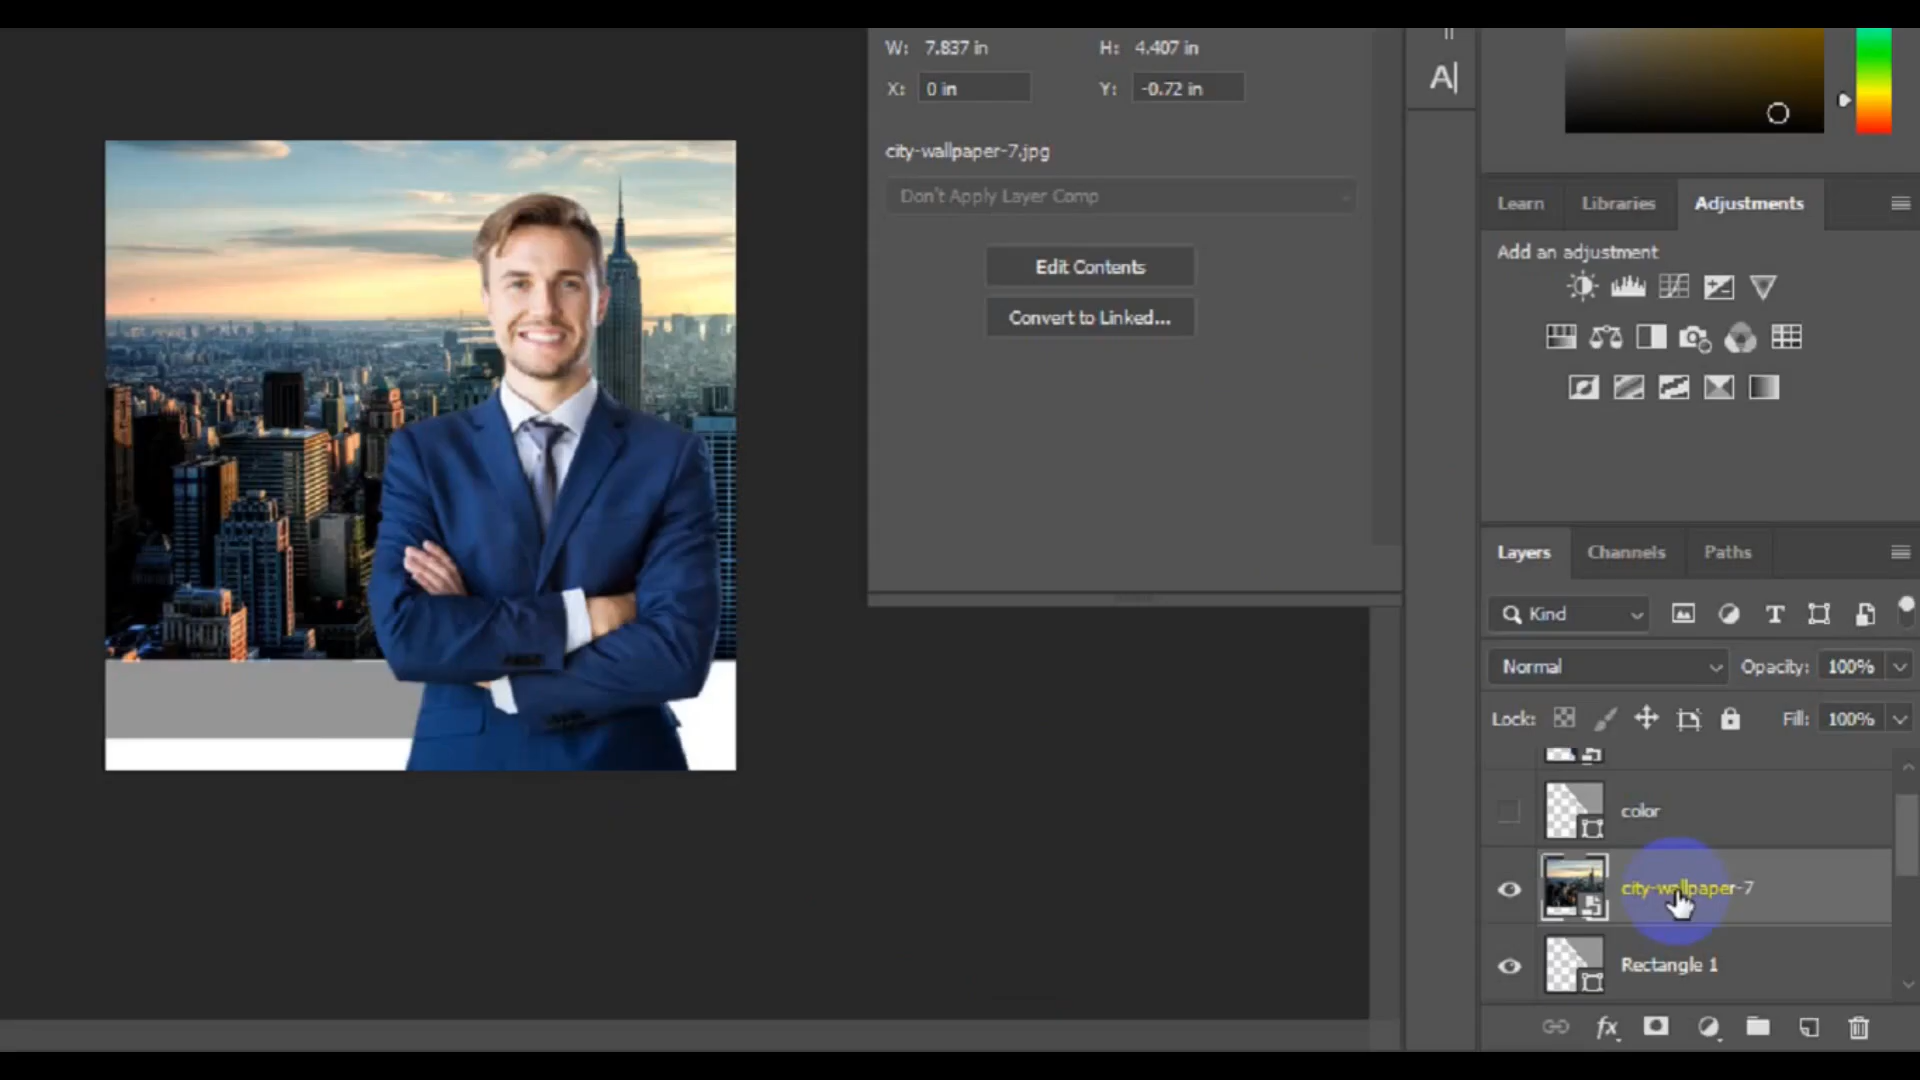 W: 7.837 in H: 4.407 in
X: 0 in Y: -0.72 in
A
city-wallpaper-7.jpg
Don't Apply Layer Comp
Edit Contents
Convert to Linked...
Learn Libraries Adjustments
Add an adjustment
Layers Channels Paths
Kind
Normal Opacity: 100%
Lock: Fill: 100%
color
city-wallpaper-7
Rectangle 1
fx